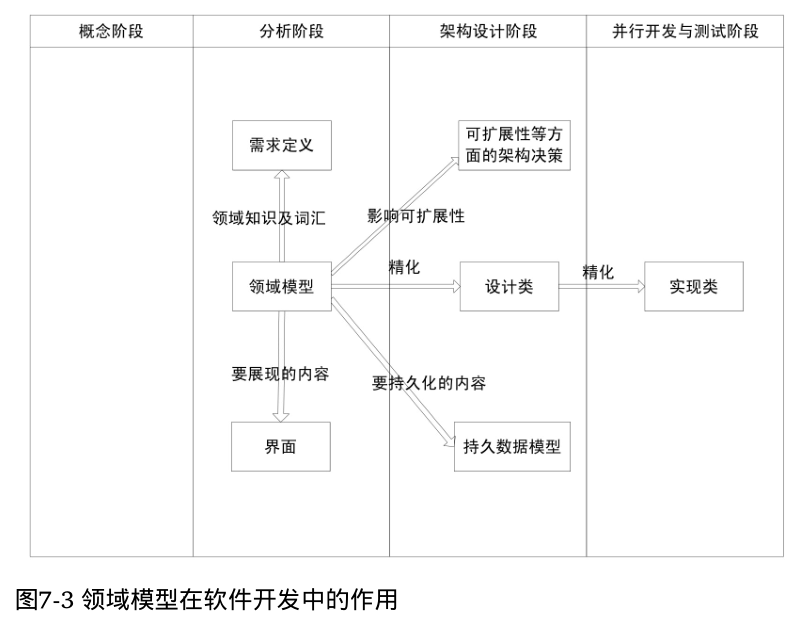 概念阶段
分析阶段
架构设计阶段
并行开发与测试阶段
需求定义
可扩展性等方
面的架构决策
领域知识及词汇
影响可扩展性
领域模型
精化
设计类
精化
实现类
要展现的内容
要持久化的内容
界面
持久数据模型
图7-3 领域模型在软件开发中的作用